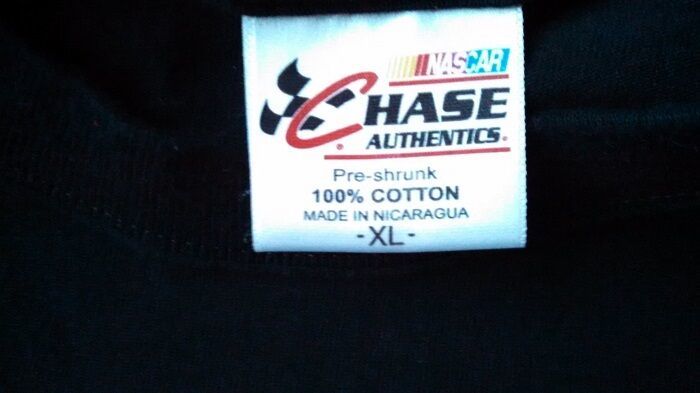 NASCAR
CHASE
AUTHENTICS
Pre-shrunk
100% COTTON
MADE IN NICARAGUA
-XL-